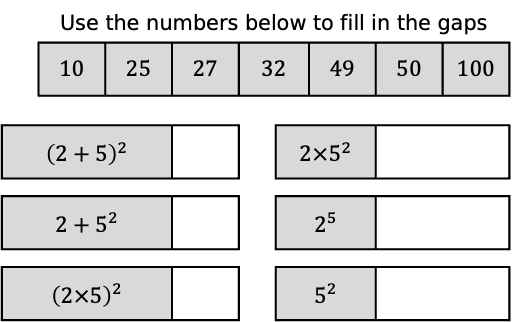 Use the numbers below to fill in the gaps
10 25 27 32 49 50 100
(2 + 5)² 2×5²
2 + 5² 2⁵
(2×5)² 5²